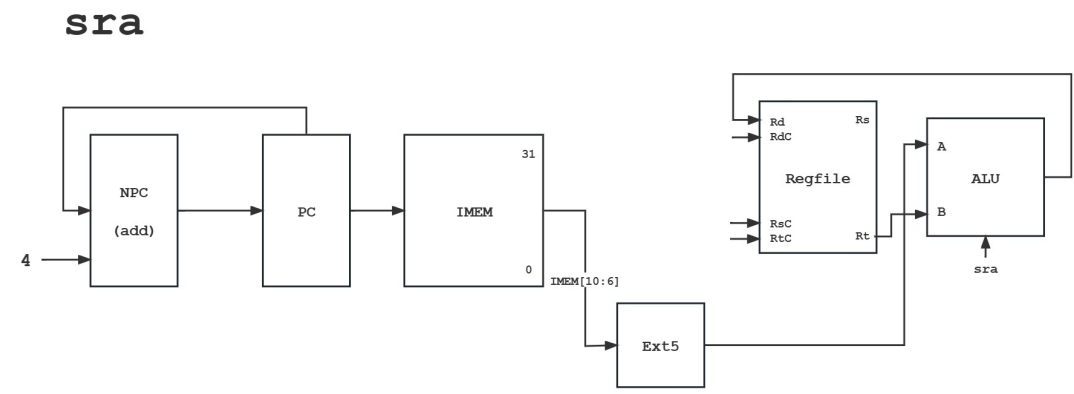 sra
NPC
(add)
4
PC
IMEM
31
0
IMEM[10:6]
Ext5
Rd
RdC
Rs
Regfile
RsC
RtC
Rt
A
ALU
B
sra